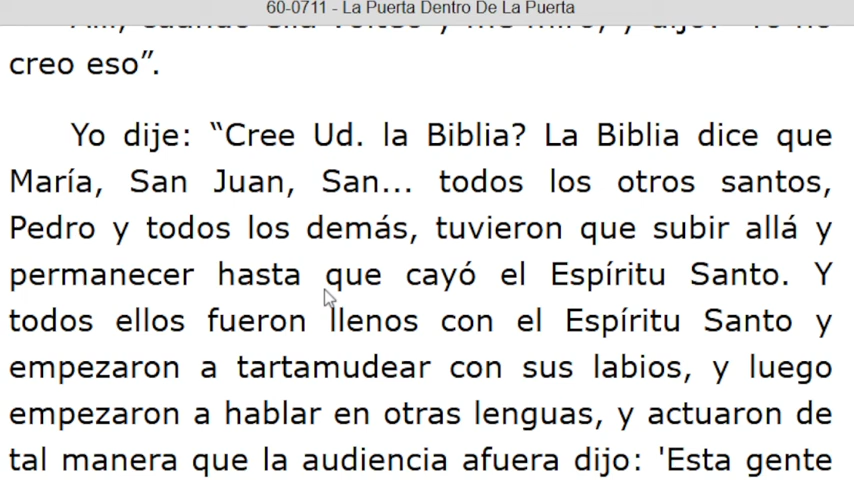 60-0711 - La Puerta Dentro De La Puerta
creo eso”.
Yo dije: “Cree Ud. la Biblia? La Biblia dice que
María, San Juan, San... todos los otros santos,
Pedro y todos los demás, tuvieron que subir allá y
permanecer hasta que cayó el Espíritu Santo. Y
todos ellos fueron llenos con el Espíritu Santo y
empezaron a tartamudear con sus labios, y luego
empezaron a hablar en otras lenguas, y actuaron de
tal manera que la audiencia afuera dijo: 'Esta gente